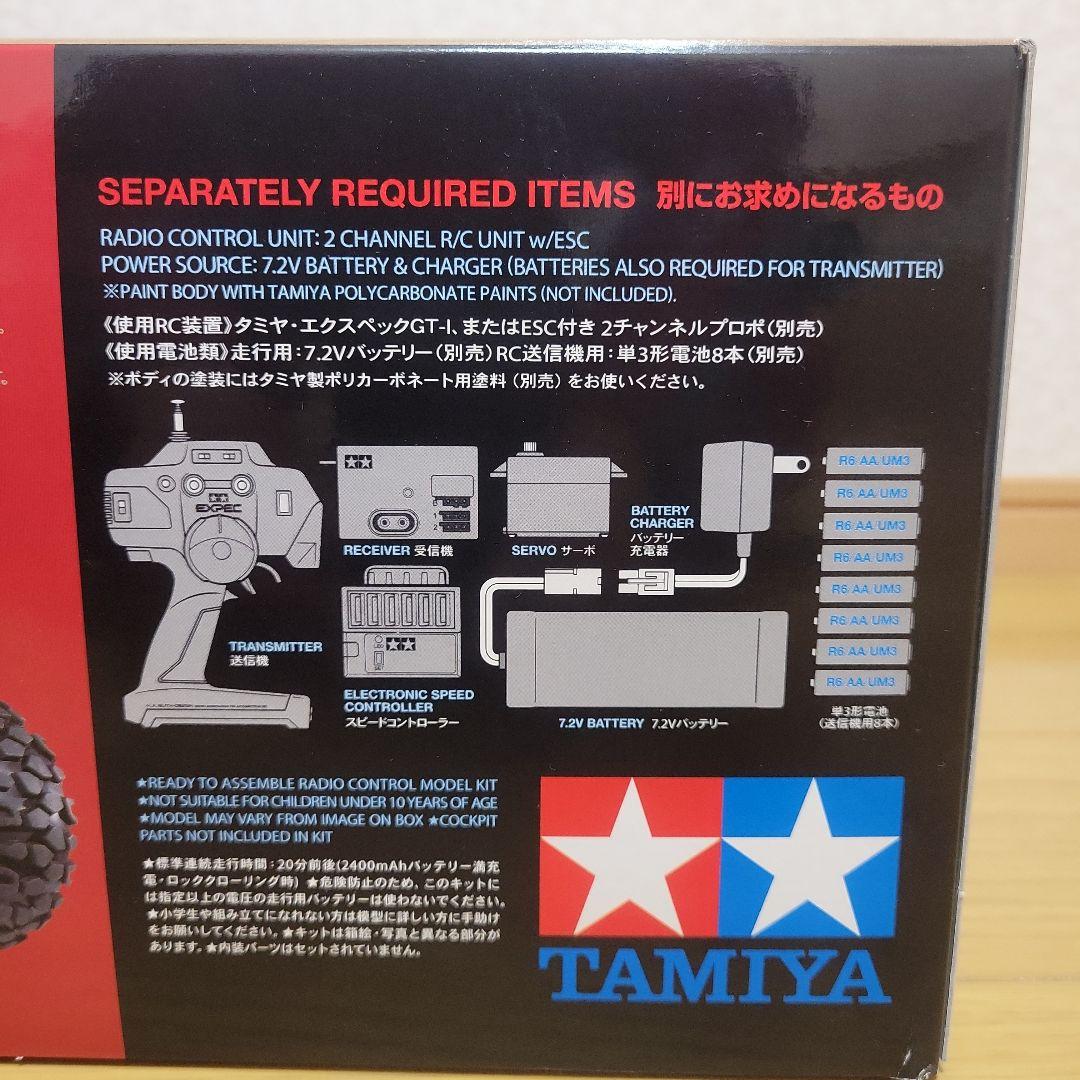 SEPARATELY REQUIRED ITEMS 別にお求めになるもの
RADIO CONTROL UNIT: 2 CHANNEL R/C UNIT w/ESC
POWER SOURCE: 7.2V BATTERY & CHARGER (BATTERIES ALSO REQUIRED FOR TRANSMITTER)
※PAINT BODY WITH TAMIYA POLYCARBONATE PAINTS (NOT INCLUDED).
《使用RC装置》タミヤ・エクスペックGT-I、またはESC付き 2チャンネルプロポ(別売)
《使用電池類》走行用:7.2Vバッテリー(別売) RC送信機用:単3形電池8本(別売)
※ボディの塗装にはタミヤ製ポリカーボネート用塗料(別売)をお使いください。
EXPEC
TRANSMITTER
送信機
RECEIVER 受信機
SERVO サーボ
BATTERY
CHARGER
バッテリー
充電器
ELECTRONIC SPEED
CONTROLLER
スピードコントローラー
7.2V BATTERY 7.2Vバッテリー
R6/AA/UM3
R6/AA/UM3
R6/AA/UM3
R6/AA/UM3
R6/AA/UM3
R6/AA/UM3
R6/AA/UM3
R6/AA/UM3
単3形電池
(送信機用8本)
★READY TO ASSEMBLE RADIO CONTROL MODEL KIT
★NOT SUITABLE FOR CHILDREN UNDER 10 YEARS OF AGE
★MODEL MAY VARY FROM IMAGE ON BOX ★COCKPIT
PARTS NOT INCLUDED IN KIT
★標準連続走行時間:20分前後(2400mAhバッテリー満充
電・ロッククローリング時) ★危険防止のため、このキットに
は指定以上の電圧の走行用バッテリーは使わないでください。
★小学生や組み立てになれない方は模型に詳しい方に手助け
をお願いしてください。★キットは箱絵・写真と異なる部分が
あります。★内装パーツはセットされていません。
TAMIYA